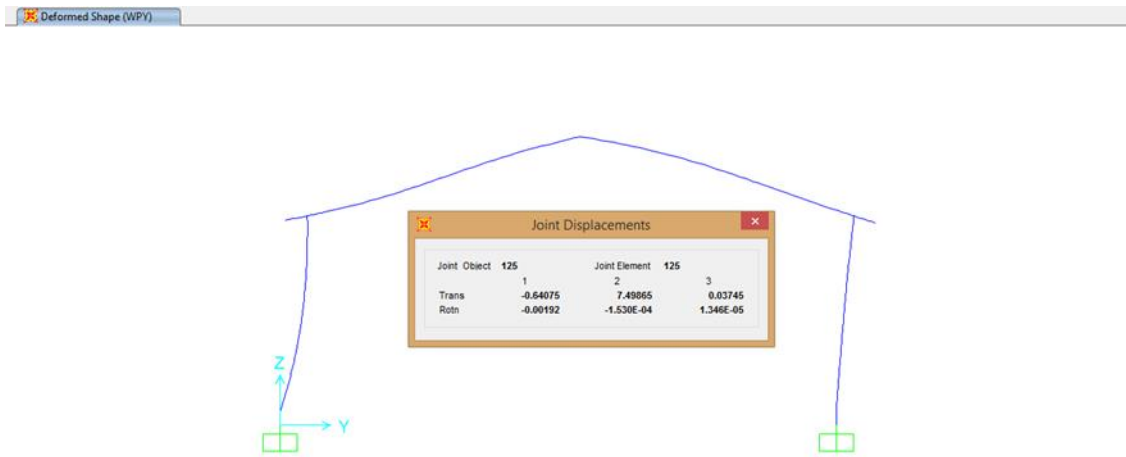 Deformed Shape (WPY)
Joint Displacements
Joint Object 125 Joint Element 125
1 2 3
Trans -0.64075 7.49865 0.03745
Rotn -0.00192 -1.530E-04 1.346E-05
Z
Y